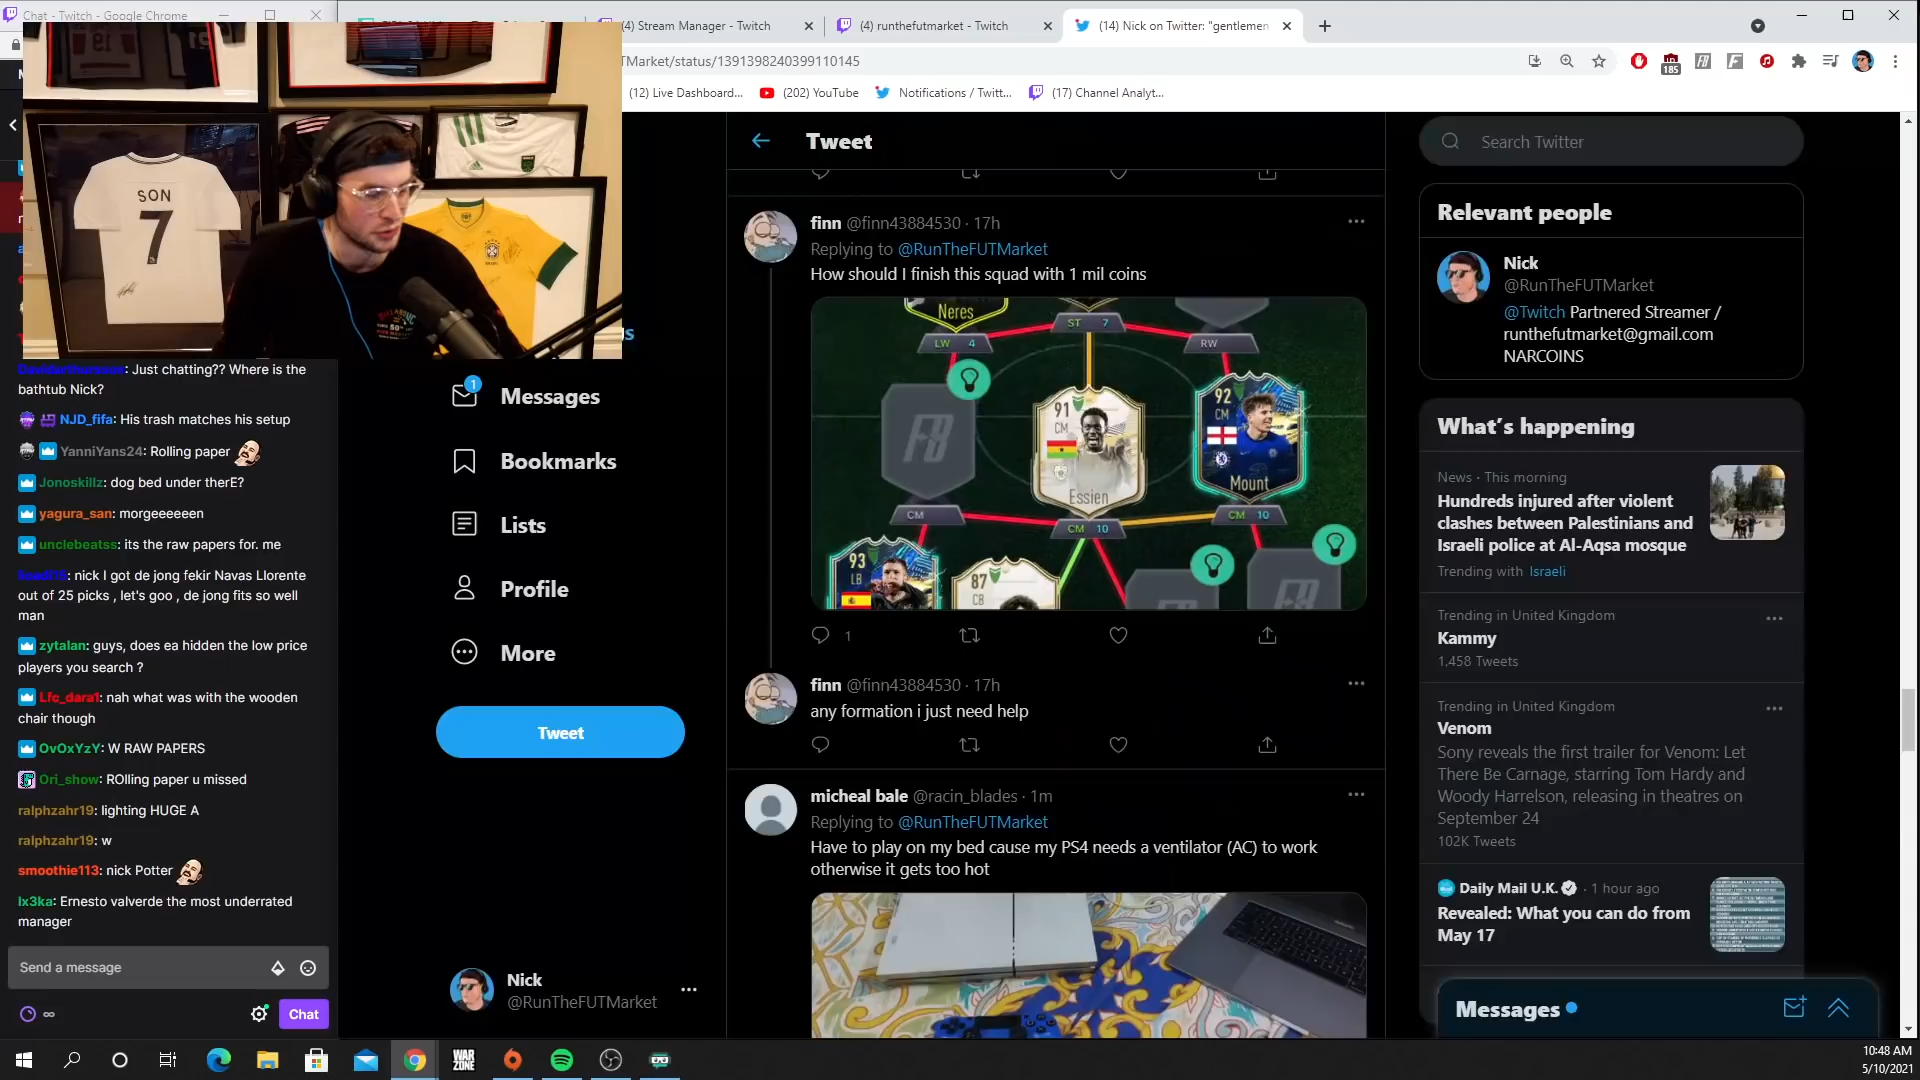 Chat - Twitch - Google Chrome
(4) Stream Manager - Twitch
(4) runthefutmarket - Twitch
(14) Nick on Twitter: "gentlemen
TMarket/status/1391398240399110145
185
(12) Live Dashboard...
(202) YouTube
Notifications / Twitt...
(17) Channel Analyt...
SON
7
Just chatting?? Where is the
bathtub Nick?
NJD_fifa: His trash matches his setup
YanniYans24: Rolling paper
Jonoskillz: dog bed under therE?
yagura_san: morgeeeeeen
unclebeatss: its the raw papers for. me
nick I got de jong fekir Navas Llorente
out of 25 picks , let's goo , de jong fits so well
man
zytalan: guys, does ea hidden the low price
players you search ?
Lfc_dara1: nah what was with the wooden
chair though
OvOxYzY: W RAW PAPERS
Ori_show: ROlling paper u missed
ralphzahr19: lighting HUGE A
ralphzahr19: w
smoothie113: nick Potter
lx3ka: Ernesto valverde the most underrated
manager
Send a message
Chat
1
Messages
Bookmarks
Lists
Profile
More
Tweet
Nick
@RunTheFUTMarket
Tweet
finn @finn43884530 · 17h
Replying to @RunTheFUTMarket
How should I finish this squad with 1 mil coins
Neres
LW 4
ST 7
RW
91
CM
Essien
92
CM
Mount
CM
CM 10
CM 10
93
LB
87
CB
1
finn @finn43884530 · 17h
any formation i just need help
micheal bale @racin_blades · 1m
Replying to @RunTheFUTMarket
Have to play on my bed cause my PS4 needs a ventilator (AC) to work
otherwise it gets too hot
Search Twitter
Relevant people
Nick
@RunTheFUTMarket
@Twitch Partnered Streamer /
runthefutmarket@gmail.com
NARCOINS
What's happening
News · This morning
Hundreds injured after violent
clashes between Palestinians and
Israeli police at Al-Aqsa mosque
Trending with Israeli
Trending in United Kingdom
Kammy
1,458 Tweets
Trending in United Kingdom
Venom
Sony reveals the first trailer for Venom: Let
There Be Carnage, starring Tom Hardy and
Woody Harrelson, releasing in theatres on
September 24
102K Tweets
Daily Mail U.K. · 1 hour ago
Revealed: What you can do from
May 17
Messages
WAR
ZONE
10:48 AM
5/10/2021